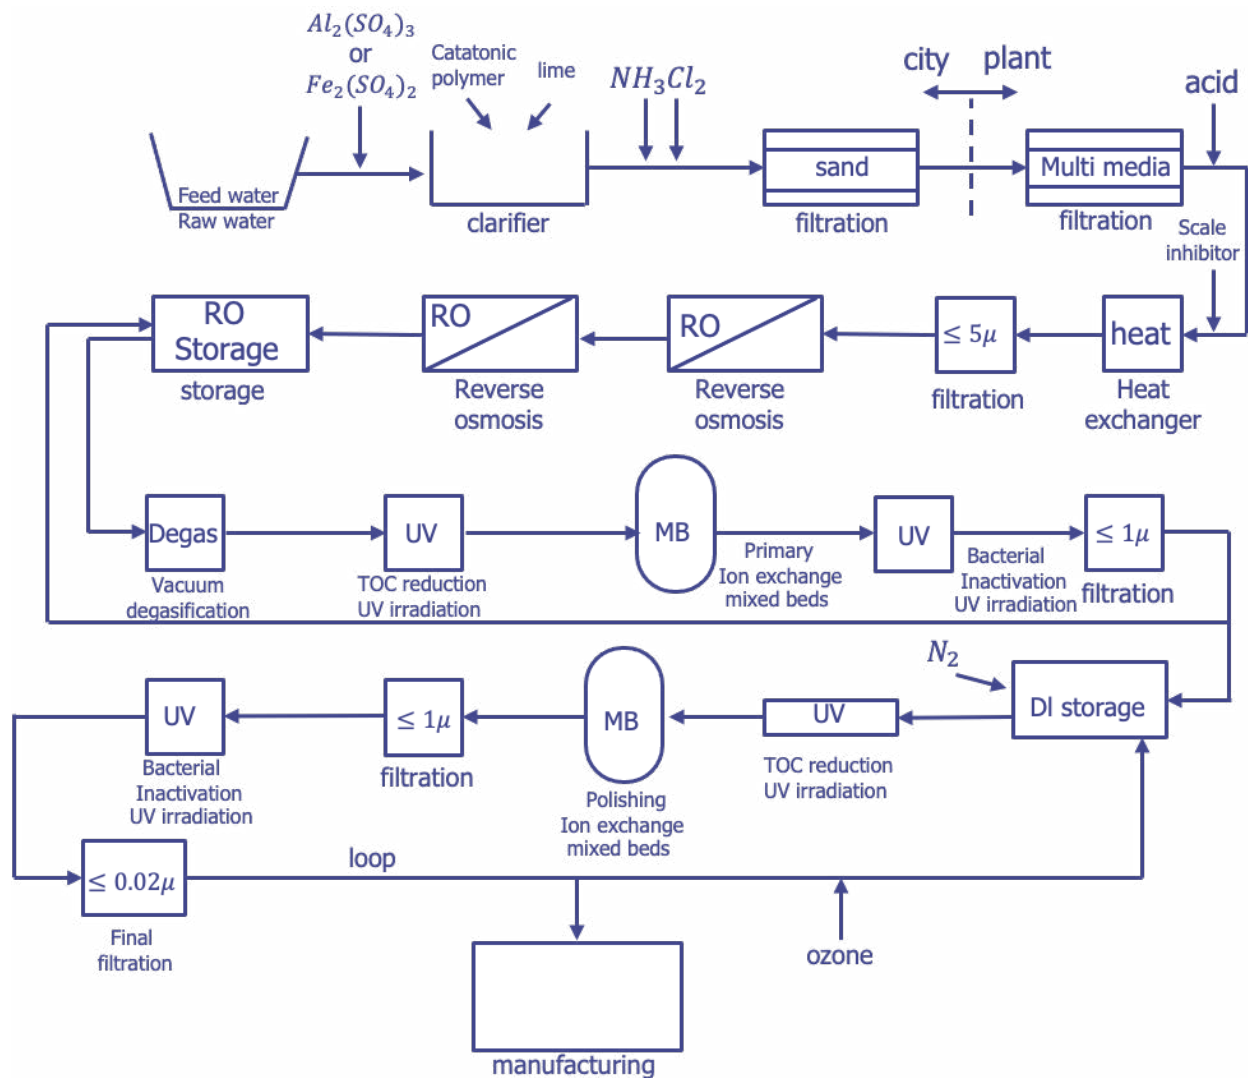 Al₂(SO₄)₃
or
Fe₂(SO₄)₂
Catatonic
polymer
lime
NH₃Cl₂
city
plant
acid
Feed water
Raw water
clarifier
sand
filtration
Multi media
filtration
Scale
inhibitor
RO
Storage
storage
RO
Reverse
osmosis
RO
Reverse
osmosis
≤ 5μ
filtration
heat
Heat
exchanger
Degas
Vacuum
degasification
UV
TOC reduction
UV irradiation
MB
Primary
Ion exchange
mixed beds
UV
Bacterial
Inactivation
UV irradiation
≤ 1μ
filtration
UV
Bacterial
Inactivation
UV irradiation
≤ 1μ
filtration
MB
Polishing
Ion exchange
mixed beds
UV
TOC reduction
UV irradiation
N₂
DI storage
≤ 0.02μ
Final
filtration
loop
ozone
manufacturing